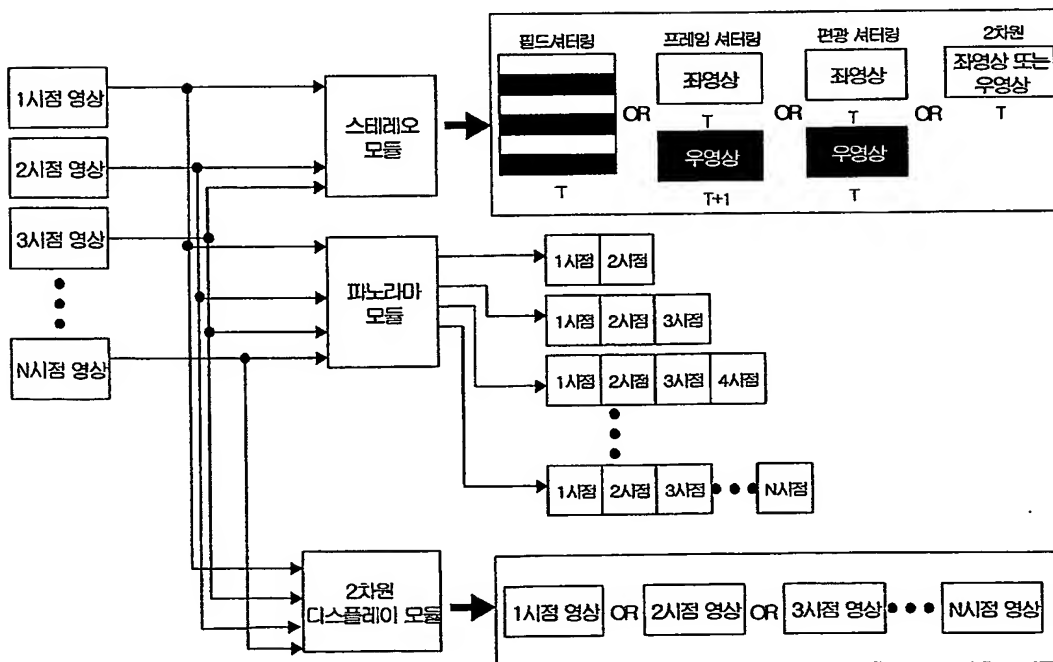 필드셔터링
프레임 셔터링
편광 셔터링
2차원
좌영상
좌영상
좌영상 또는
우영상
OR
OR
OR
T
T
T
우영상
우영상
T
T+1
T
1시점 영상
2시점 영상
3시점 영상
N시점 영상
스테레오
모듈
파노라마
모듈
1시점 2시점
1시점 2시점 3시점
1시점 2시점 3시점 4시점
1시점 2시점 3시점 N시점
2차원
디스플레이 모듈
1시점 영상 OR 2시점 영상 OR 3시점 영상 N시점 영상